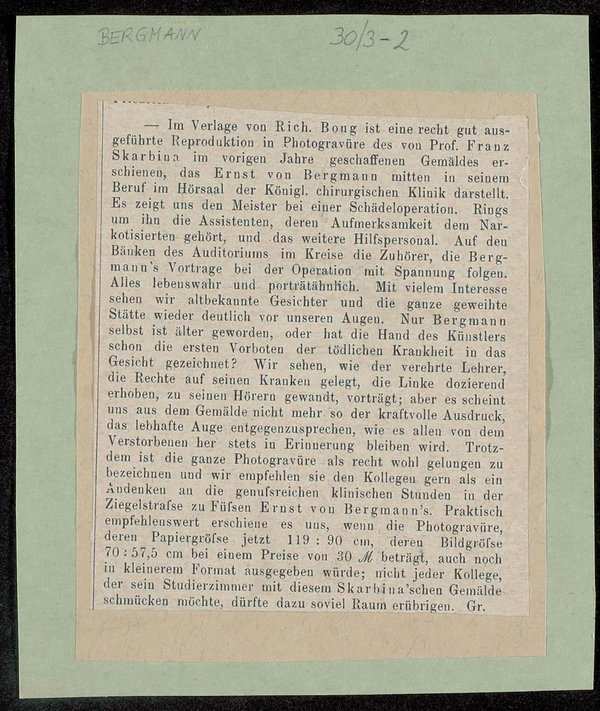 BERGMANN 30/3-2
— Im Verlage von Rich. Bong ist eine recht gut aus-
geführte Reproduktion in Photogravüre des von Prof. Franz
Skarbina im vorigen Jahre geschaffenen Gemäldes er-
schienen, das Ernst von Bergmann mitten in seinem
Beruf im Hörsaal der Königl. chirurgischen Klinik darstellt.
Es zeigt uns den Meister bei einer Schädeloperation. Rings
um ihn die Assistenten, deren Aufmerksamkeit dem Nar-
kotisierten gehört, und das weitere Hilfspersonal. Auf den
Bänken des Auditoriums im Kreise die Zuhörer, die Berg-
mann's Vortrage bei der Operation mit Spannung folgen.
Alles lebenswahr und porträtähnlich. Mit vielem Interesse
sehen wir altbekannte Gesichter und die ganze geweihte
Stätte wieder deutlich vor unseren Augen. Nur Bergmann
selbst ist älter geworden, oder hat die Hand des Künstlers
schon die ersten Vorboten der tödlichen Krankheit in das
Gesicht gezeichnet? Wir sehen, wie der verehrte Lehrer,
die Rechte auf seinen Kranken gelegt, die Linke dozierend
erhoben, zu seinen Hörern gewandt, vorträgt; aber es scheint
uns aus dem Gemälde nicht mehr so der kraftvolle Ausdruck,
das lebhafte Auge entgegenzusprechen, wie es allen von dem
Verstorbenen her stets in Erinnerung bleiben wird. Trotz-
dem ist die ganze Photogravüre als recht wohl gelungen zu
bezeichnen und wir empfehlen sie den Kollegen gern als ein
Andenken an die genuſsreichen klinischen Stunden in der
Ziegelstraſse zu Füſsen Ernst von Bergmann's. Praktisch
empfehlenswert erschiene es uns, wenn die Photogravüre,
deren Papiergröſse jetzt 119 : 90 cm, deren Bildgröſse
70 : 57,5 cm bei einem Preise von 30 ℳ beträgt, auch noch
in kleinerem Format ausgegeben würde; nicht jeder Kollege,
der sein Studierzimmer mit diesem Skarbina'schen Gemälde
schmücken möchte, dürfte dazu soviel Raum erübrigen. Gr.